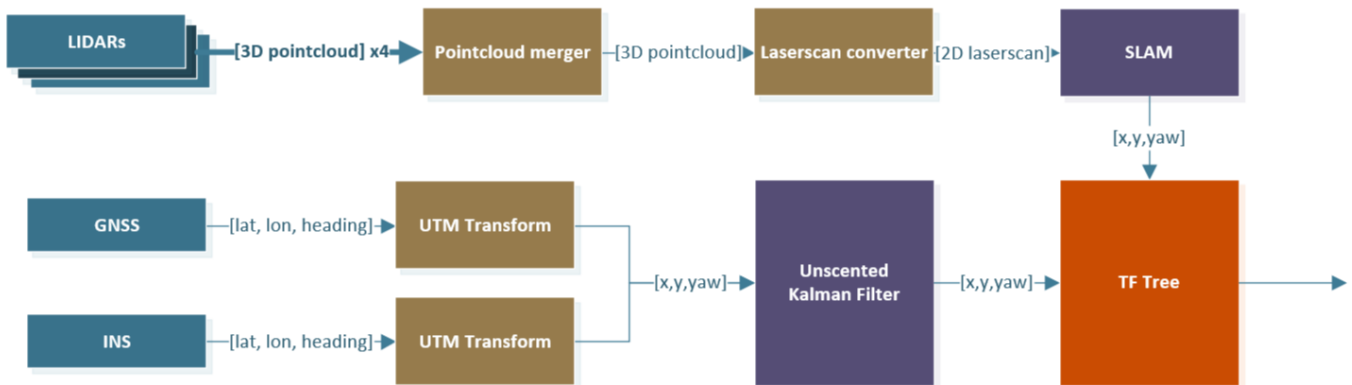 LIDARs
[3D pointcloud] x4
Pointcloud merger
[3D pointcloud]
Laserscan converter
[2D laserscan]
SLAM
[x,y,yaw]
GNSS
[lat, lon, heading]
UTM Transform
INS
[lat, lon, heading]
UTM Transform
[x,y,yaw]
Unscented
Kalman Filter
[x,y,yaw]
TF Tree